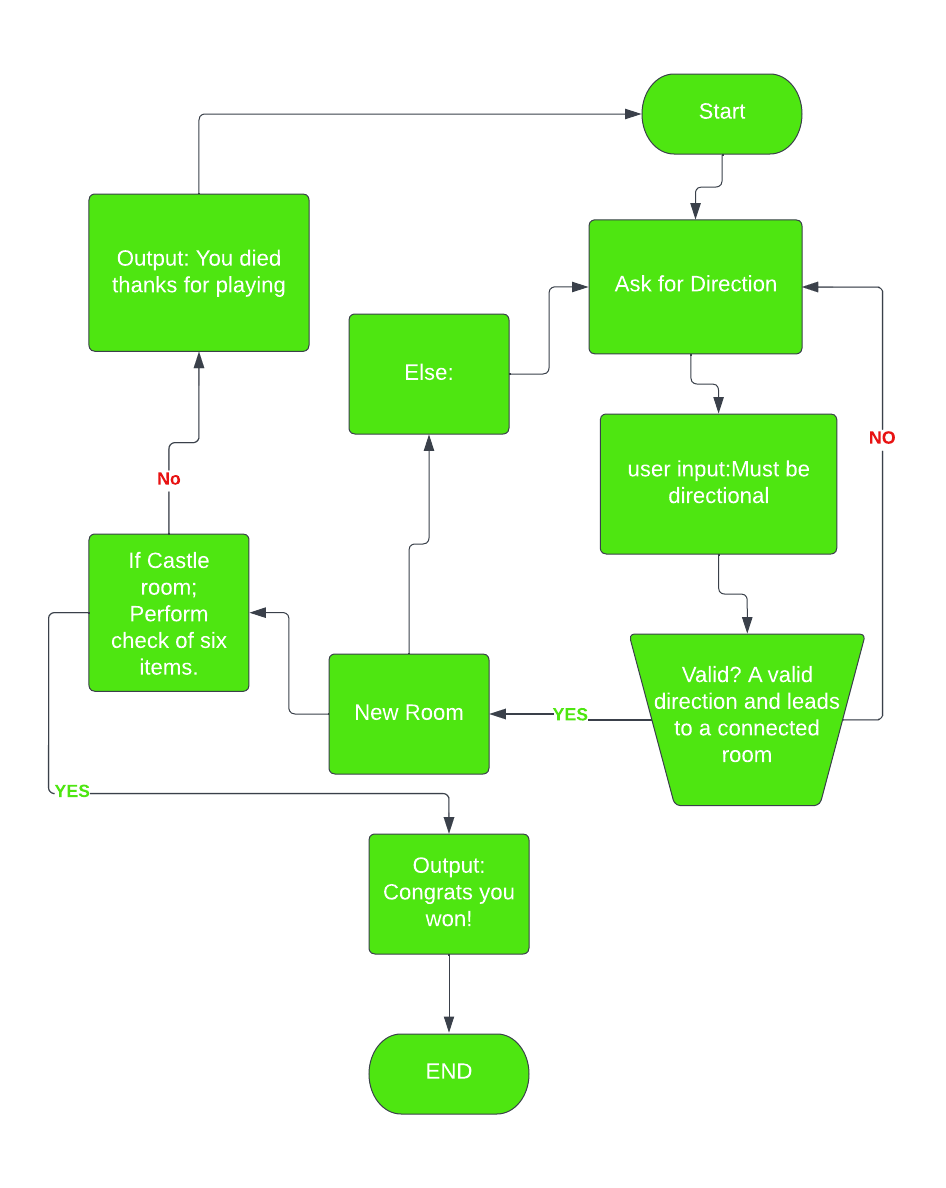 Start
Output: You died
thanks for playing
Ask for Direction
Else:
NO
user input:Must be
directional
No
If Castle
room;
Perform
check of six
items.
New Room
YES
Valid? A valid
direction and leads
to a connected
room
YES
Output:
Congrats you
won!
END